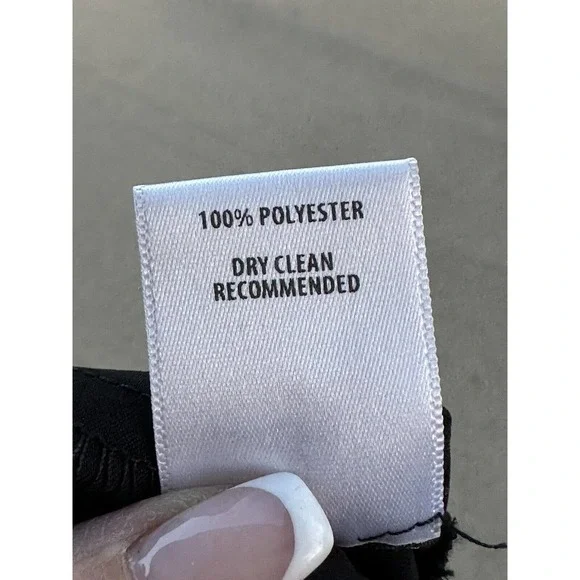 100% POLYESTER
DRY CLEAN
RECOMMENDED